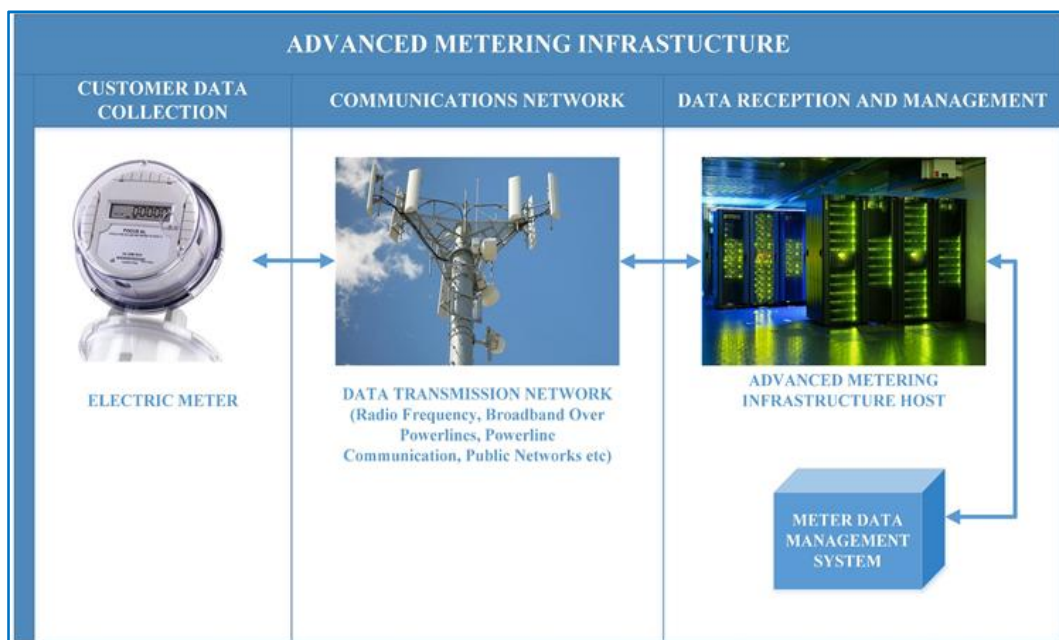 ADVANCED METERING INFRASTUCTURE
CUSTOMER DATA
COLLECTION
COMMUNICATIONS NETWORK
DATA RECEPTION AND MANAGEMENT
ELECTRIC METER
DATA TRANSMISSION NETWORK
(Radio Frequency, Broadband Over
Powerlines, Powerline
Communication, Public Networks etc)
ADVANCED METERING
INFRASTRUCTURE HOST
METER DATA
MANAGEMENT
SYSTEM